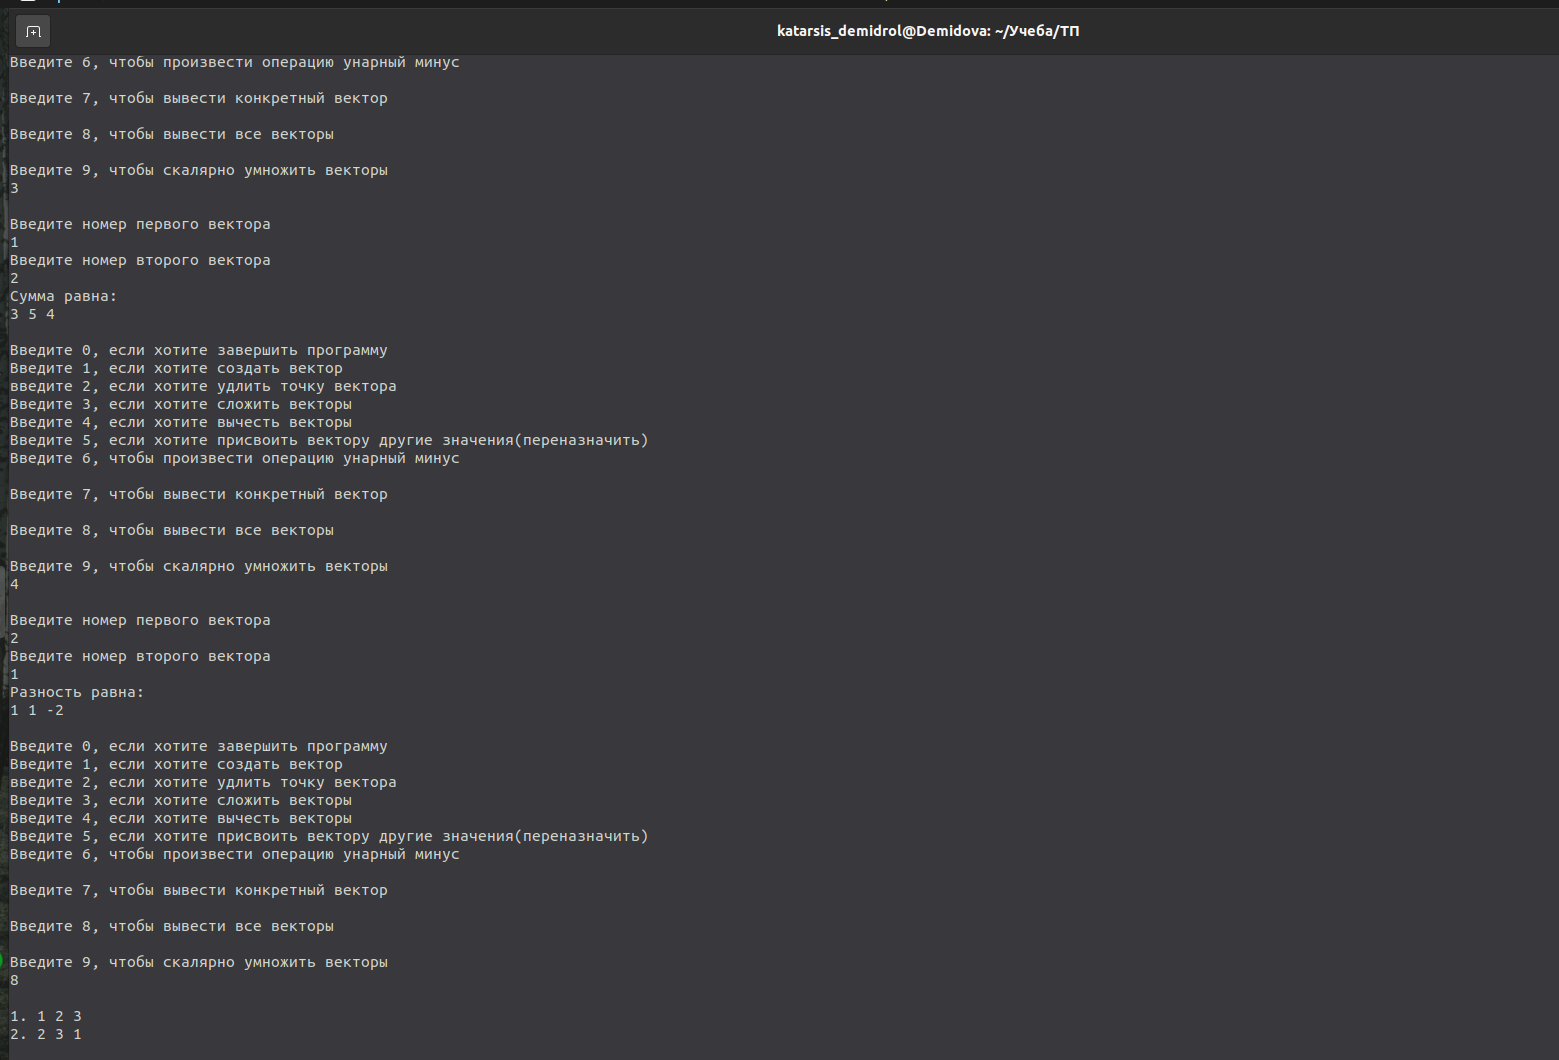 katarsis_demidrol@Demidova: ~/Учеба/ТП
Введите 6, чтобы произвести операцию унарный минус
Введите 7, чтобы вывести конкретный вектор
Введите 8, чтобы вывести все векторы
Введите 9, чтобы скалярно умножить векторы
3
Введите номер первого вектора
1
Введите номер второго вектора
2
Сумма равна:
3 5 4
Введите 0, если хотите завершить программу
Введите 1, если хотите создать вектор
введите 2, если хотите удлить точку вектора
Введите 3, если хотите сложить векторы
Введите 4, если хотите вычесть векторы
Введите 5, если хотите присвоить вектору другие значения(переназначить)
Введите 6, чтобы произвести операцию унарный минус
Введите 7, чтобы вывести конкретный вектор
Введите 8, чтобы вывести все векторы
Введите 9, чтобы скалярно умножить векторы
4
Введите номер первого вектора
2
Введите номер второго вектора
1
Разность равна:
1 1 -2
Введите 0, если хотите завершить программу
Введите 1, если хотите создать вектор
введите 2, если хотите удлить точку вектора
Введите 3, если хотите сложить векторы
Введите 4, если хотите вычесть векторы
Введите 5, если хотите присвоить вектору другие значения(переназначить)
Введите 6, чтобы произвести операцию унарный минус
Введите 7, чтобы вывести конкретный вектор
Введите 8, чтобы вывести все векторы
Введите 9, чтобы скалярно умножить векторы
8
1. 1 2 3
2. 2 3 1